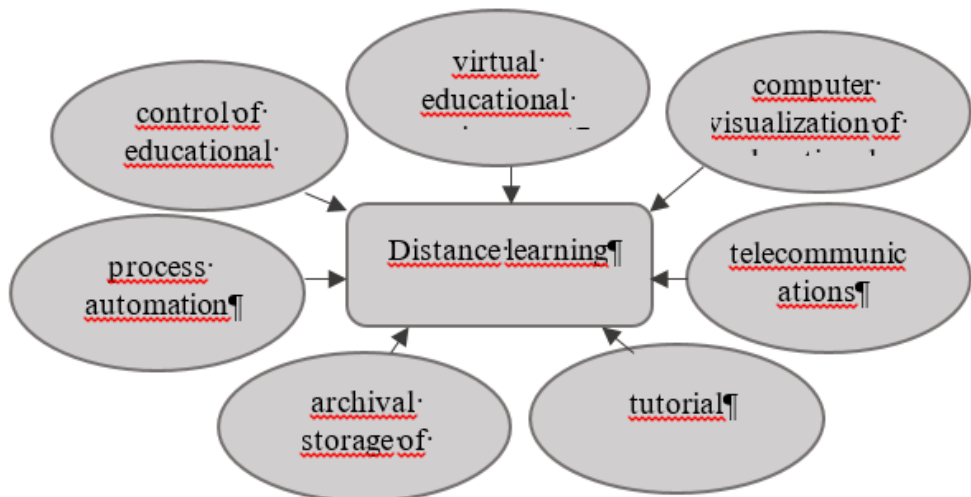 virtual
educational
computer
visualization of
control of
educational
Distance learning¶
process
automation¶
telecommunic
ations¶
archival
storage of
tutorial¶